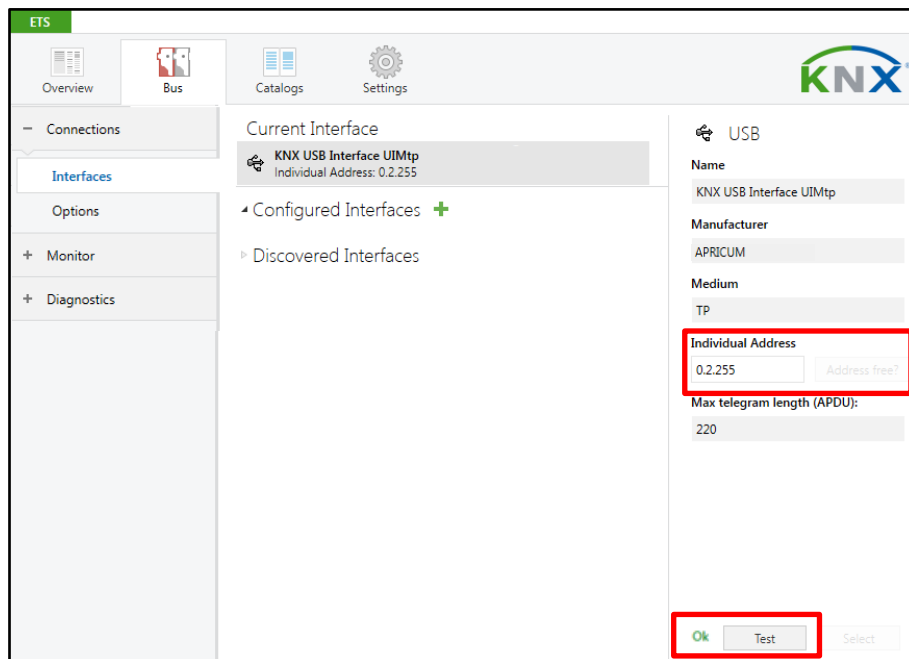 ETS
Overview
Bus
Catalogs
Settings
KNX
Connections
Interfaces
Options
Monitor
Diagnostics
Current Interface
KNX USB Interface UIMtp
Individual Address: 0.2.255
Configured Interfaces
Discovered Interfaces
USB
Name
KNX USB Interface UIMtp
Manufacturer
APRICUM
Medium
TP
Individual Address
0.2.255 Address free?
Max telegram length (APDU):
220
Ok Test Select